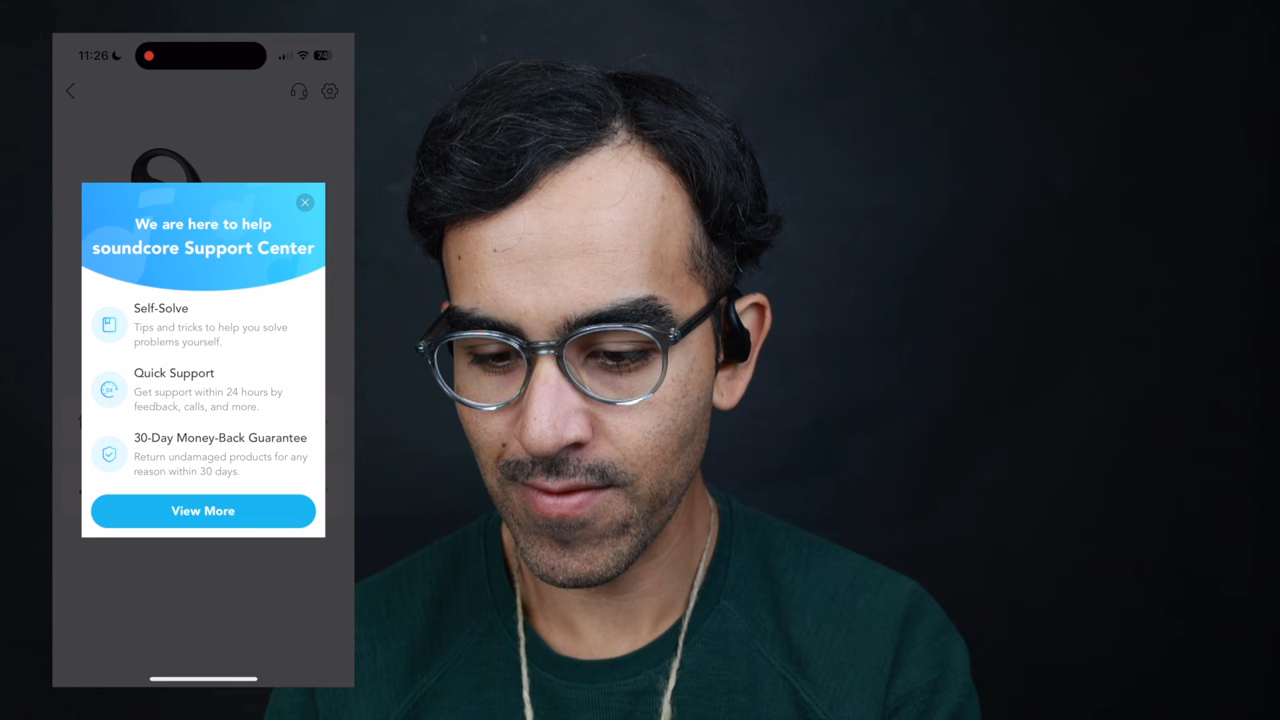 11:26
74
We are here to help
soundcore Support Center
Self-Solve
Tips and tricks to help you solve
problems yourself.
24
Quick Support
Get support within 24 hours by
feedback, calls, and more.
30-Day Money-Back Guarantee
Return undamaged products for any
reason within 30 days.
View More